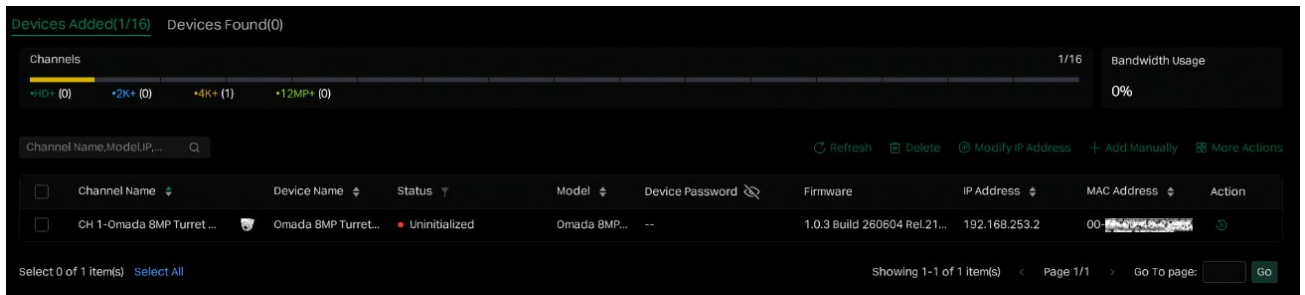 Devices Added(1/16) Devices Found(0)
Channels 1/16 Bandwidth Usage
•HD+ (0) •2K+ (0) •4K+ (1) •12MP+ (0) 0%
Channel Name,Model,IP,... Refresh Delete Modify IP Address Add Manually More Actions
Channel Name Device Name Status Model Device Password Firmware IP Address MAC Address Action
CH 1-Omada 8MP Turret ... Omada 8MP Turret... • Uninitialized Omada 8MP... -- 1.0.3 Build 260604 Rel.21... 192.168.253.2 00-
Select 0 of 1 item(s) Select All Showing 1-1 of 1 item(s) < Page 1/1 > Go To page: Go